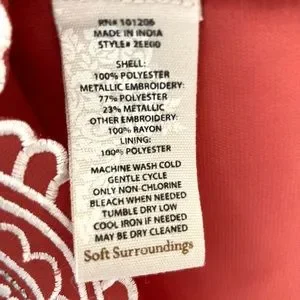 RN# 101206
MADE IN INDIA
STYLE# 2EE60
SHELL:
100% POLYESTER
METALLIC EMBROIDERY:
77% POLYESTER
23% METALLIC
OTHER EMBROIDERY:
100% RAYON
LINING:
100% POLYESTER
MACHINE WASH COLD
GENTLE CYCLE
ONLY NON-CHLORINE
BLEACH WHEN NEEDED
TUMBLE DRY LOW
COOL IRON IF NEEDED
MAY BE DRY CLEANED
Soft Surroundings